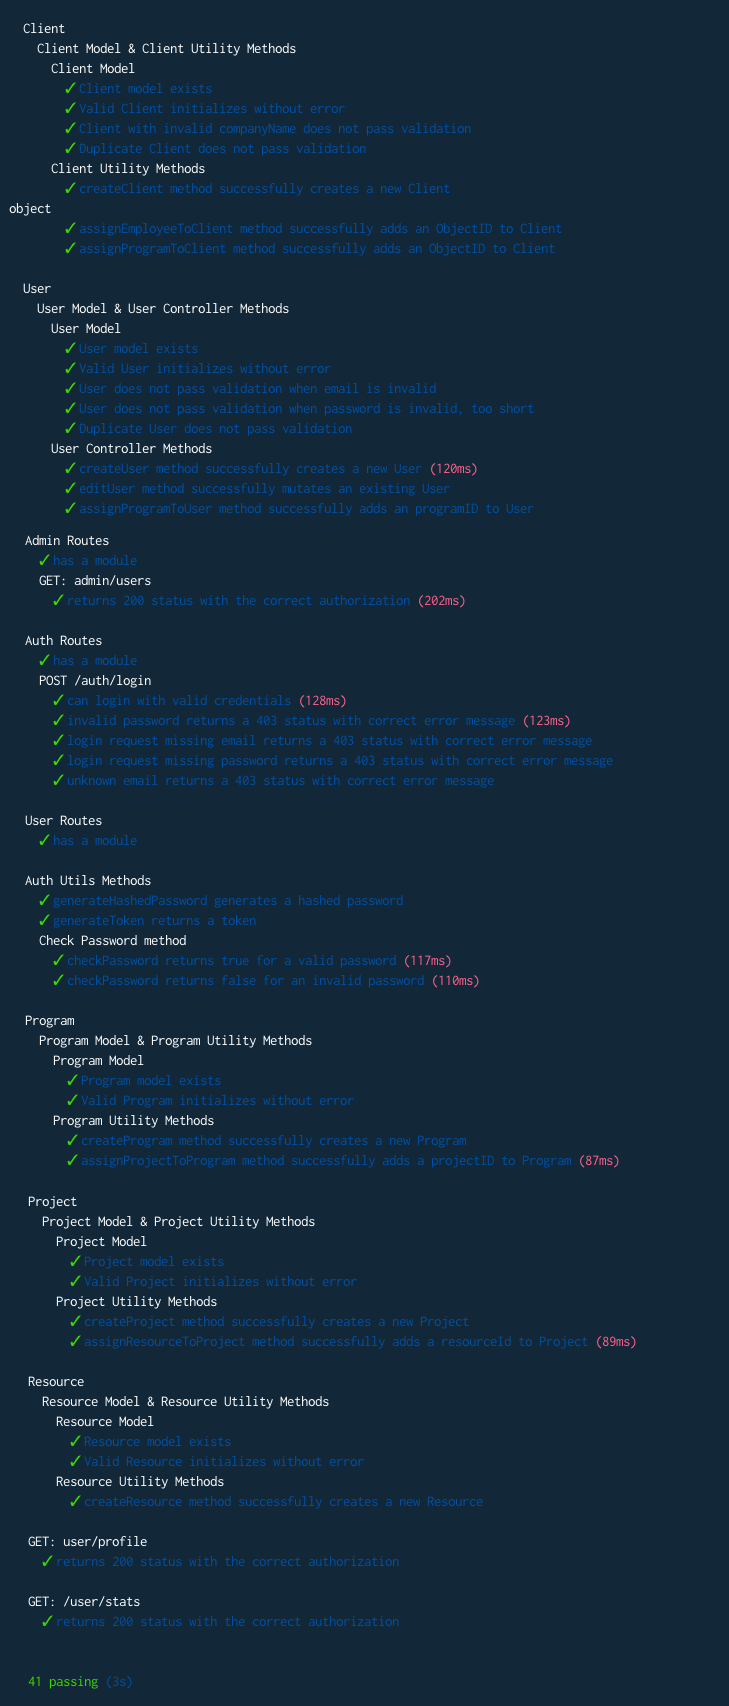 Client
Client Model & Client Utility Methods
Client Model
✓ Client model exists
✓ Valid Client initializes without error
✓ Client with invalid companyName does not pass validation
✓ Duplicate Client does not pass validation
Client Utility Methods
✓ createClient method successfully creates a new Client
object
✓ assignEmployeeToClient method successfully adds an ObjectID to Client
✓ assignProgramToClient method successfully adds an ObjectID to Client
User
User Model & User Controller Methods
User Model
✓ User model exists
✓ Valid User initializes without error
✓ User does not pass validation when email is invalid
✓ User does not pass validation when password is invalid, too short
✓ Duplicate User does not pass validation
User Controller Methods
✓ createUser method successfully creates a new User (120ms)
✓ editUser method successfully mutates an existing User
✓ assignProgramToUser method successfully adds an programID to User
Admin Routes
✓ has a module
GET: admin/users
✓ returns 200 status with the correct authorization (202ms)
Auth Routes
✓ has a module
POST /auth/login
✓ can login with valid credentials (128ms)
✓ invalid password returns a 403 status with correct error message (123ms)
✓ login request missing email returns a 403 status with correct error message
✓ login request missing password returns a 403 status with correct error message
✓ unknown email returns a 403 status with correct error message
User Routes
✓ has a module
Auth Utils Methods
✓ generateHashedPassword generates a hashed password
✓ generateToken returns a token
Check Password method
✓ checkPassword returns true for a valid password (117ms)
✓ checkPassword returns false for an invalid password (110ms)
Program
Program Model & Program Utility Methods
Program Model
✓ Program model exists
✓ Valid Program initializes without error
Program Utility Methods
✓ createProgram method successfully creates a new Program
✓ assignProjectToProgram method successfully adds a projectID to Program (87ms)
Project
Project Model & Project Utility Methods
Project Model
✓ Project model exists
✓ Valid Project initializes without error
Project Utility Methods
✓ createProject method successfully creates a new Project
✓ assignResourceToProject method successfully adds a resourceId to Project (89ms)
Resource
Resource Model & Resource Utility Methods
Resource Model
✓ Resource model exists
✓ Valid Resource initializes without error
Resource Utility Methods
✓ createResource method successfully creates a new Resource
GET: user/profile
✓ returns 200 status with the correct authorization
GET: /user/stats
✓ returns 200 status with the correct authorization
41 passing (3s)